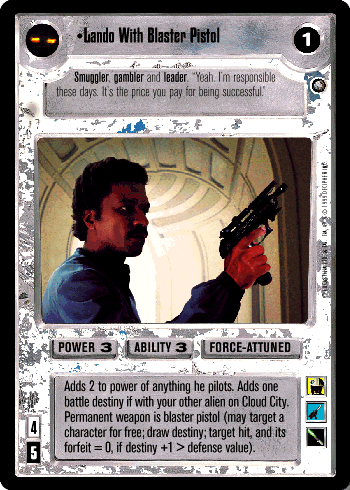 •Lando With Blaster Pistol
1
Smuggler, gambler and leader. "Yeah. I'm responsible
these days. It's the price you pay for being successful."
POWER 3 ABILITY 3 FORCE-ATTUNED
Adds 2 to power of anything he pilots. Adds one
battle destiny if with your other alien on Cloud City.
Permanent weapon is blaster pistol (may target a
character for free; draw destiny; target hit, and its
forfeit = 0, if destiny +1 > defense value).
4
5